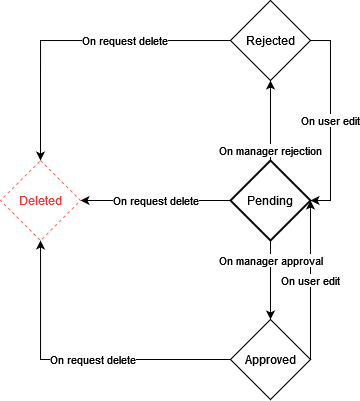 Rejected
On request delete
On user edit
On manager rejection
Deleted
On request delete
Pending
On manager approval
On user edit
On request delete
Approved